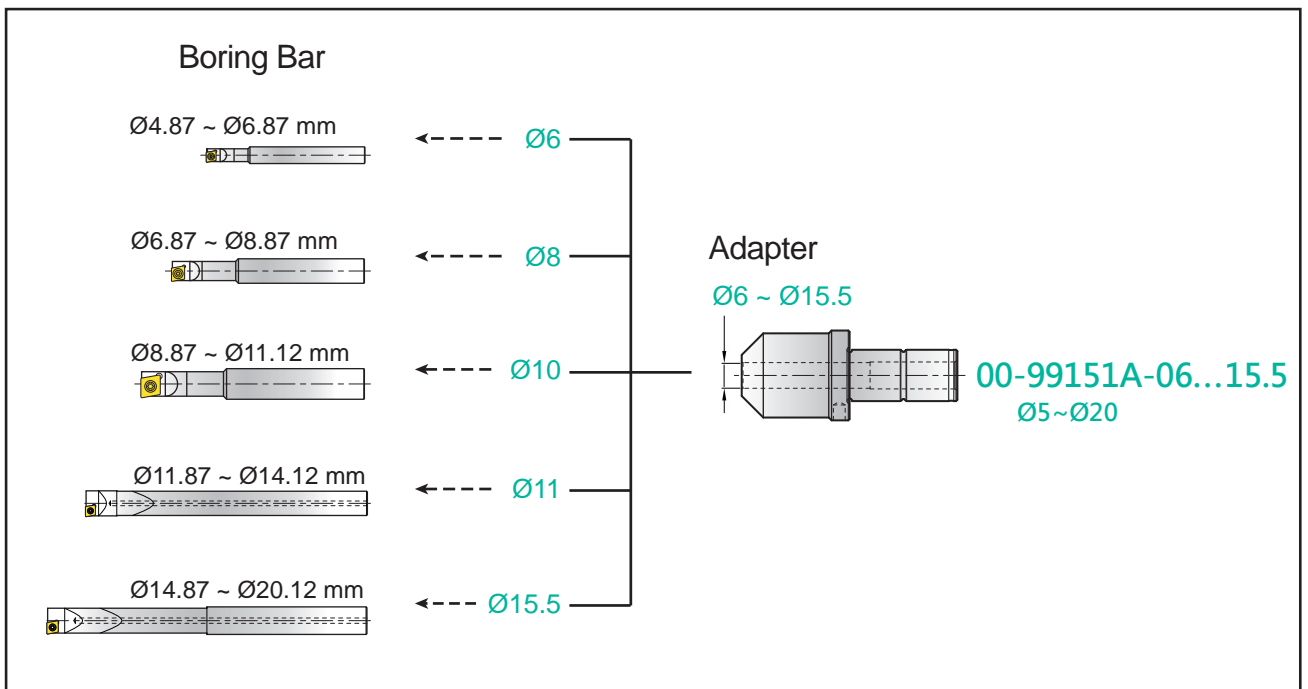 Boring Bar
Ø4.87 ~ Ø6.87 mm
Ø6
Ø6.87 ~ Ø8.87 mm
Ø8
Ø8.87 ~ Ø11.12 mm
Ø10
Ø11.87 ~ Ø14.12 mm
Ø11
Ø14.87 ~ Ø20.12 mm
Ø15.5
Adapter
Ø6 ~ Ø15.5
00-99151A-06...15.5
Ø5~Ø20